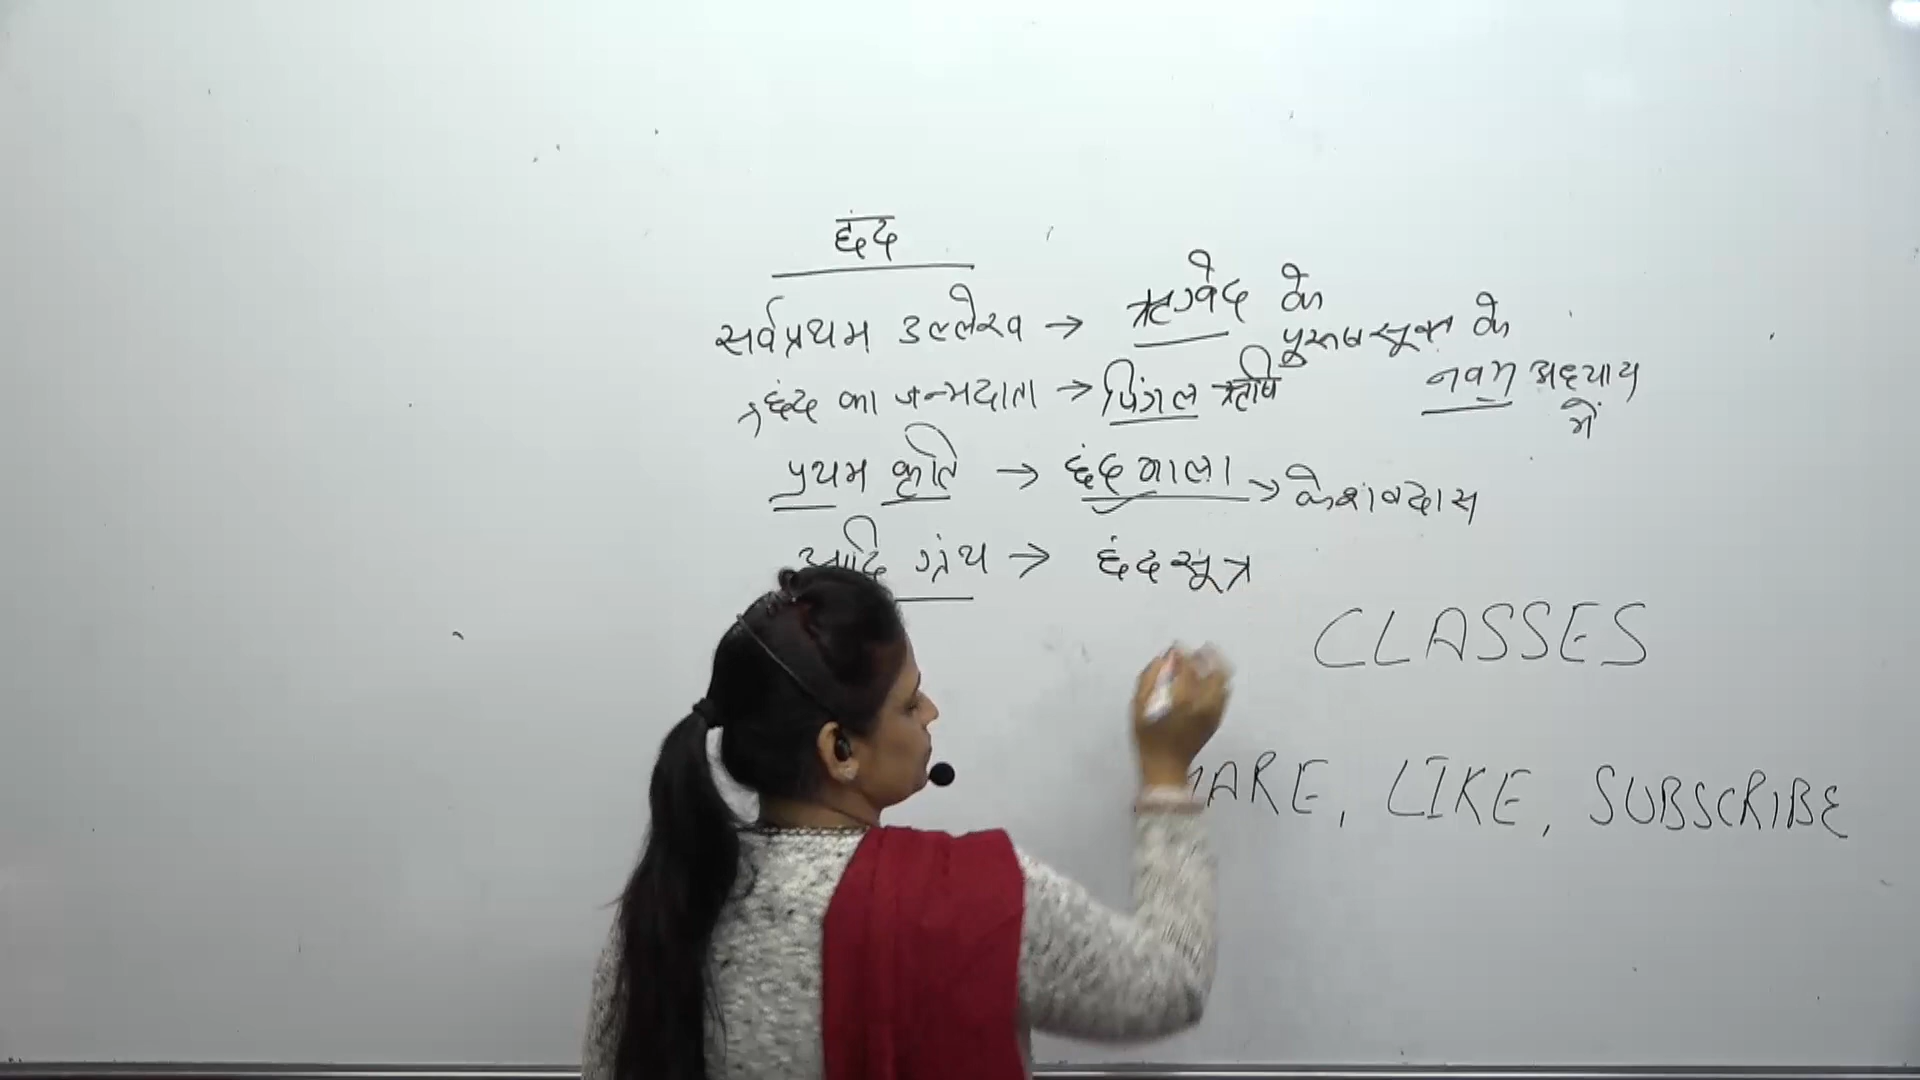 छंद
सर्वप्रथम उल्लेख → ऋग्वेद के
पुरूषसूक्त के
नवम अध्याय
में
छंद का जन्मदाता → पिंगल ऋषि
प्रथम कृति → छंदमाला → केशवदास
आदि ग्रंथ → छंदसूत्र
CLASSES
LIKE, SUBSCRIBE